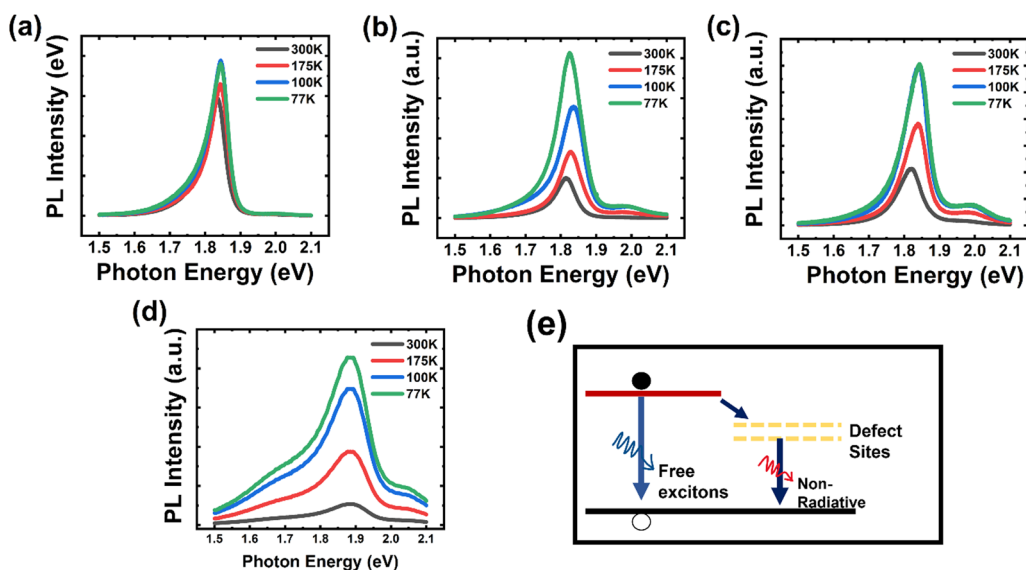 (a)
300K
175K
100K
77K
PL Intensity (eV)
1.5 1.6 1.7 1.8 1.9 2.0 2.1
Photon Energy (eV)
(b)
300K
175K
100K
77K
PL Intensity (a.u.)
1.5 1.6 1.7 1.8 1.9 2.0 2.1
Photon Energy (eV)
(c)
300K
175K
100K
77K
PL Intensity (a.u.)
1.5 1.6 1.7 1.8 1.9 2.0 2.1
Photon Energy (eV)
(d)
300K
175K
100K
77K
PL Intensity (a.u.)
1.5 1.6 1.7 1.8 1.9 2.0 2.1
Photon Energy (eV)
(e)
Defect
Sites
Free
excitons
Non-
Radiative